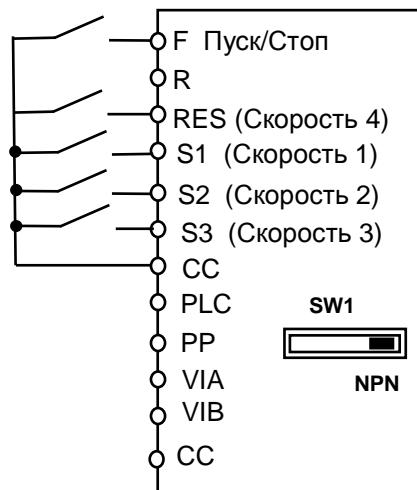 F Пуск/Стоп
R
RES (Скорость 4)
S1 (Скорость 1)
S2 (Скорость 2)
S3 (Скорость 3)
CC
PLC
SW1
PP
VIA
NPN
VIB
CC